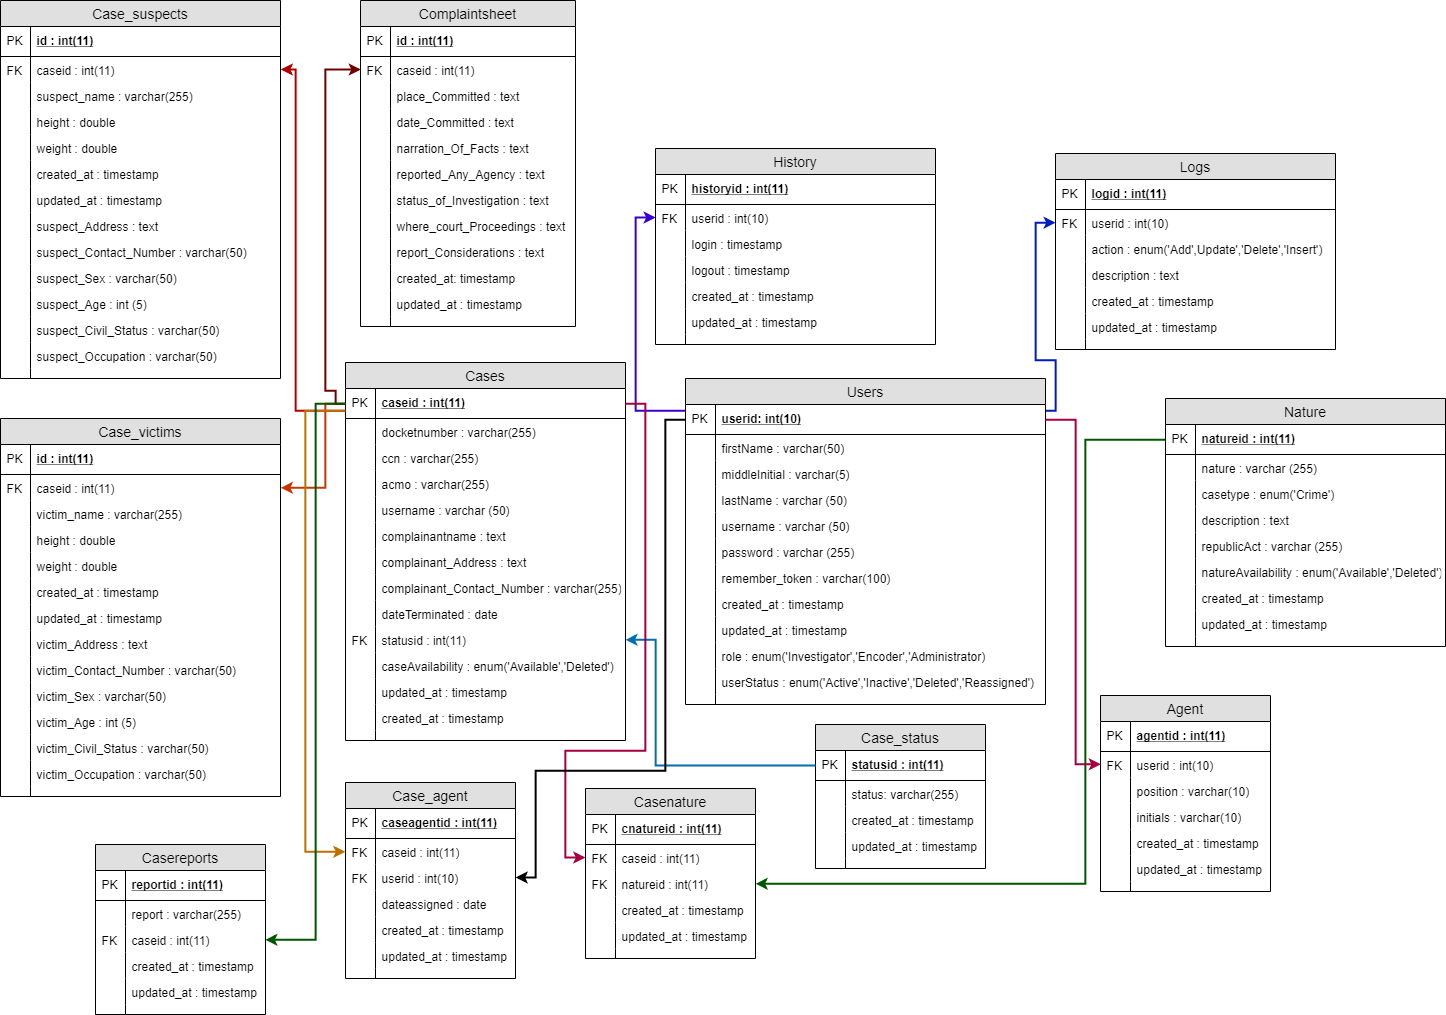 Case_suspects
PK id : int(11)
FK caseid : int(11)
suspect_name : varchar(255)
height : double
weight : double
created_at : timestamp
updated_at : timestamp
suspect_Address : text
suspect_Contact_Number : varchar(50)
suspect_Sex : varchar(50)
suspect_Age : int (5)
suspect_Civil_Status : varchar(50)
suspect_Occupation : varchar(50)
Complaintsheet
PK id : int(11)
FK caseid : int(11)
place_Committed : text
date_Committed : text
narration_Of_Facts : text
reported_Any_Agency : text
status_of_Investigation : text
where_court_Proceedings : text
report_Considerations : text
created_at: timestamp
updated_at : timestamp
History
PK historyid : int(11)
FK userid : int(10)
login : timestamp
logout : timestamp
created_at : timestamp
updated_at : timestamp
Logs
PK logid : int(11)
FK userid : int(10)
action : enum('Add',Update','Delete','Insert')
description : text
created_at : timestamp
updated_at : timestamp
Case_victims
PK id : int(11)
FK caseid : int(11)
victim_name : varchar(255)
height : double
weight : double
created_at : timestamp
updated_at : timestamp
victim_Address : text
victim_Contact_Number : varchar(50)
victim_Sex : varchar(50)
victim_Age : int (5)
victim_Civil_Status : varchar(50)
victim_Occupation : varchar(50)
Cases
PK caseid : int(11)
docketnumber : varchar(255)
ccn : varchar(255)
acmo : varchar(255)
username : varchar (50)
complainantname : text
complainant_Address : text
complainant_Contact_Number : varchar(255)
dateTerminated : date
FK statusid : int(11)
caseAvailability : enum('Available','Deleted')
updated_at : timestamp
created_at : timestamp
Users
PK userid: int(10)
firstName : varchar(50)
middleInitial : varchar(5)
lastName : varchar (50)
username : varchar (50)
password : varchar (255)
remember_token : varchar(100)
created_at : timestamp
updated_at : timestamp
role : enum('Investigator','Encoder','Administrator)
userStatus : enum('Active','Inactive','Deleted','Reassigned')
Nature
PK natureid : int(11)
nature : varchar (255)
casetype : enum('Crime')
description : text
republicAct : varchar (255)
natureAvailability : enum('Available','Deleted')
created_at : timestamp
updated_at : timestamp
Agent
PK agentid : int(11)
FK userid : int(10)
position : varchar(10)
initials : varchar(10)
created_at : timestamp
updated_at : timestamp
Case_status
PK statusid : int(11)
status: varchar(255)
created_at : timestamp
updated_at : timestamp
Case_agent
PK caseagentid : int(11)
FK caseid : int(11)
FK userid : int(10)
dateassigned : date
created_at : timestamp
updated_at : timestamp
Casenature
PK cnatureid : int(11)
FK caseid : int(11)
FK natureid : int(11)
created_at : timestamp
updated_at : timestamp
Casereports
PK reportid : int(11)
report : varchar(255)
FK caseid : int(11)
created_at : timestamp
updated_at : timestamp